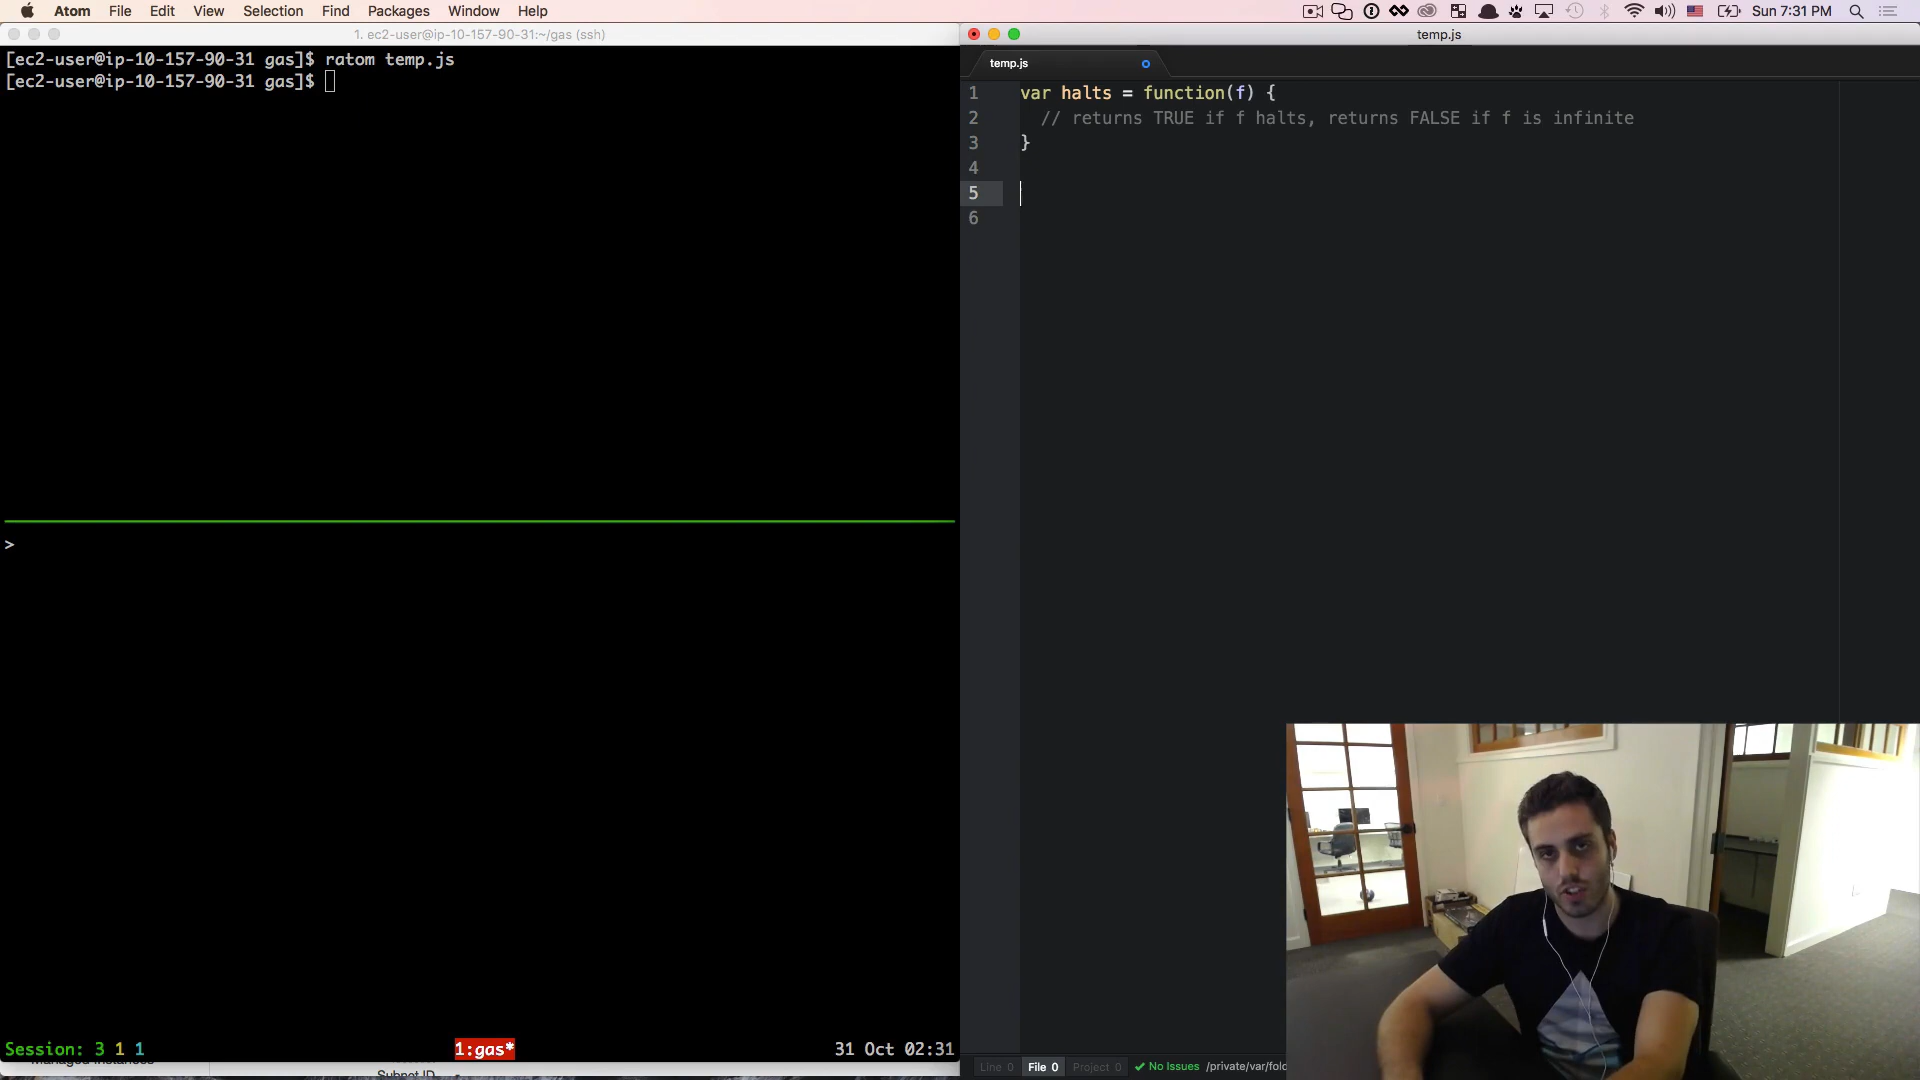 Atom File Edit View Selection Find Packages Window Help
Sun 7:31 PM
1. ec2-user@ip-10-157-90-31:~/gas (ssh)
[ec2-user@ip-10-157-90-31 gas]$ ratom temp.js
[ec2-user@ip-10-157-90-31 gas]$
>
Session: 3 1 1
1:gas*
31 Oct 02:31
Subnet ID
temp.js
temp.js
1 var halts = function(f) {
2 // returns TRUE if f halts, returns FALSE if f is infinite
3 }
4
5
6
Line 0 File 0 Project 0 No Issues